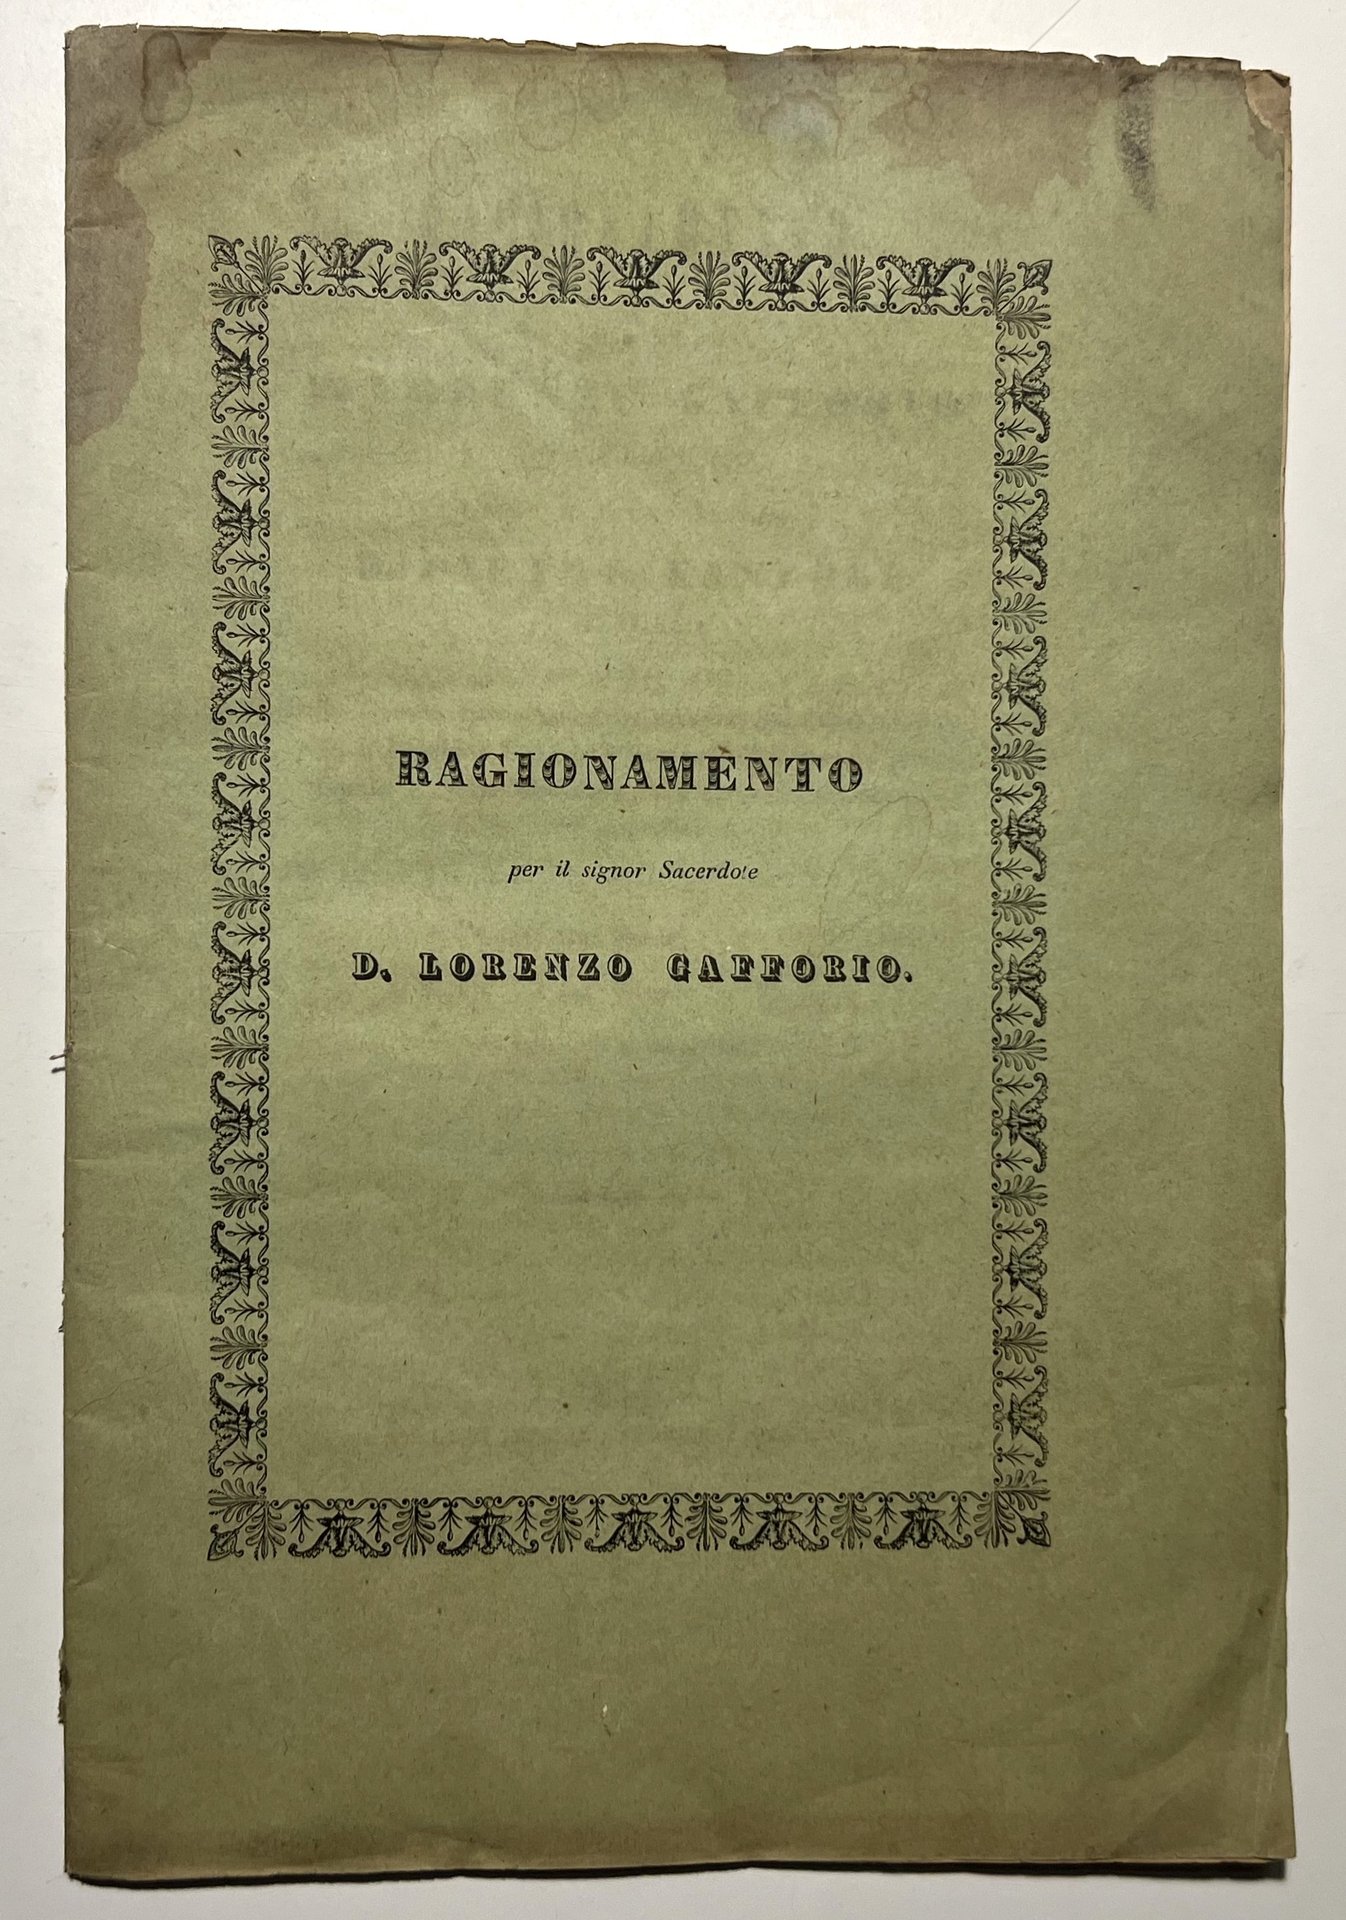 RAGIONAMENTO
per il signor Sacerdote
D. LORENZO GAFFORIO.